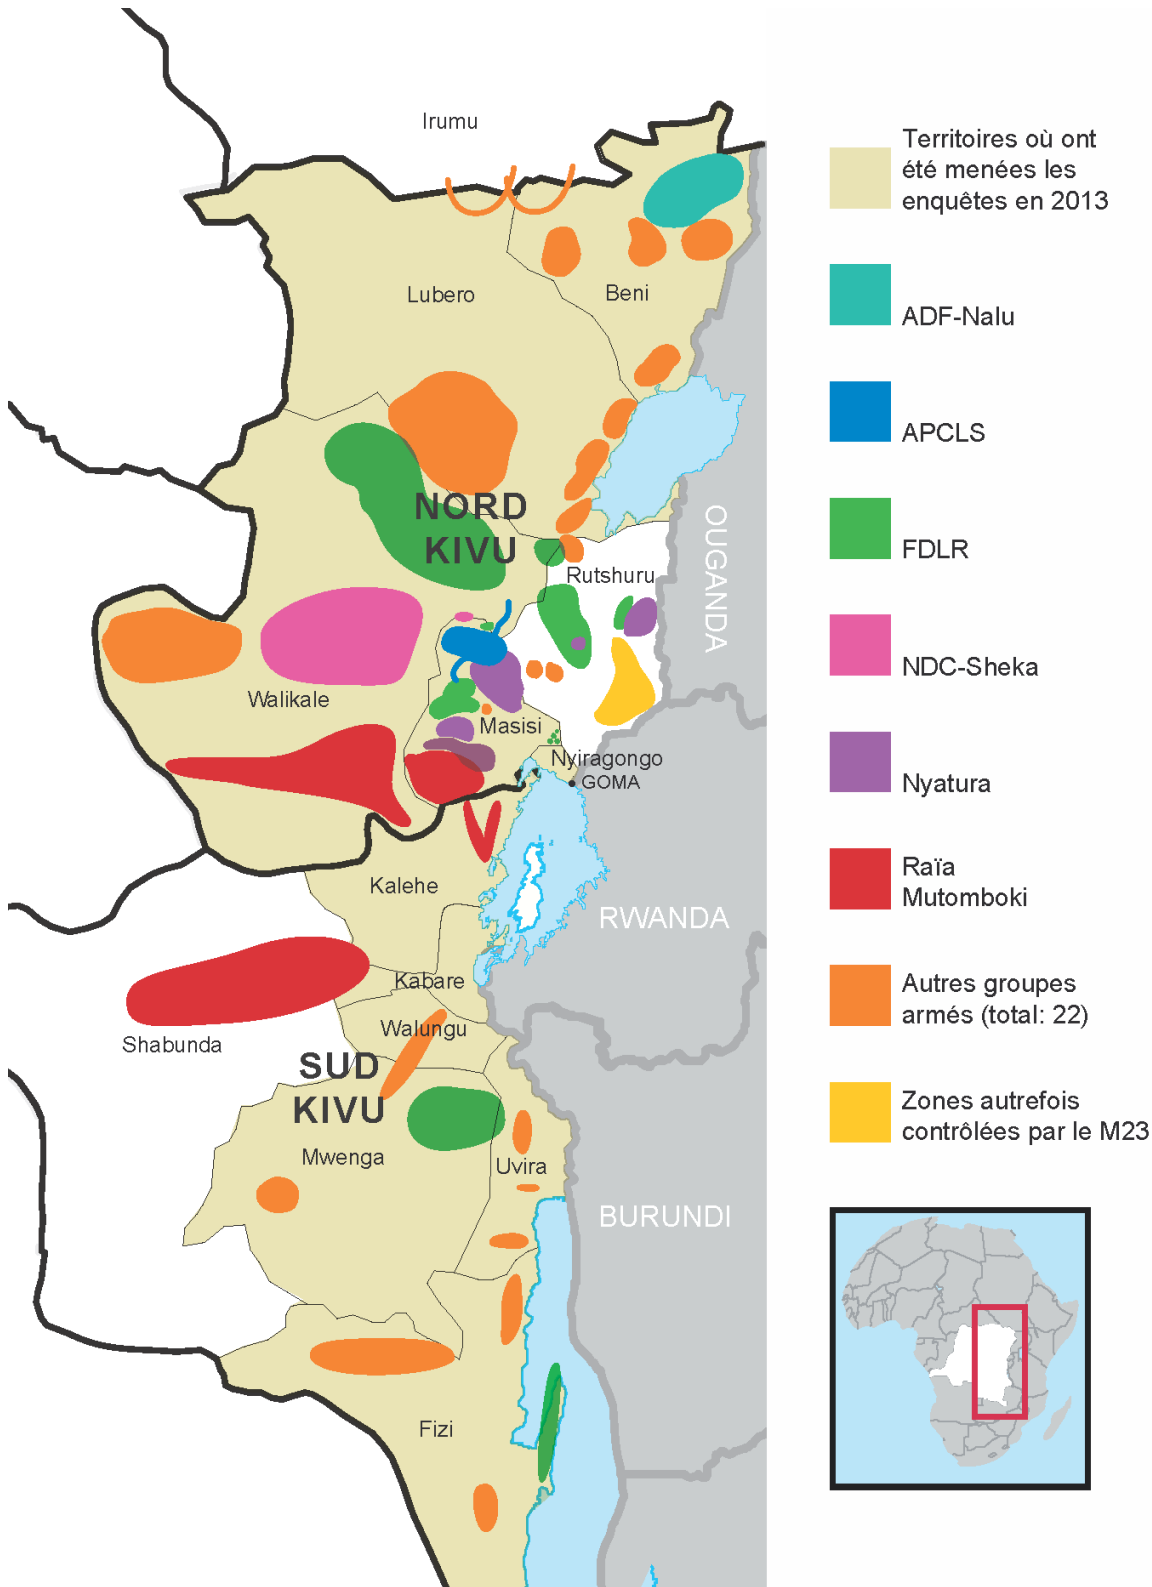 Irumu
Lubero
Beni
NORD
KIVU
Rutshuru
OUGANDA
Walikale
Masisi
Nyiragongo
GOMA
Kalehe
RWANDA
Kabare
Walungu
Shabunda
SUD
KIVU
Mwenga
Uvira
BURUNDI
Fizi
Territoires où ont
été menées les
enquêtes en 2013
ADF-Nalu
APCLS
FDLR
NDC-Sheka
Nyatura
Raïa
Mutomboki
Autres groupes
armés (total: 22)
Zones autrefois
contrôlées par le M23